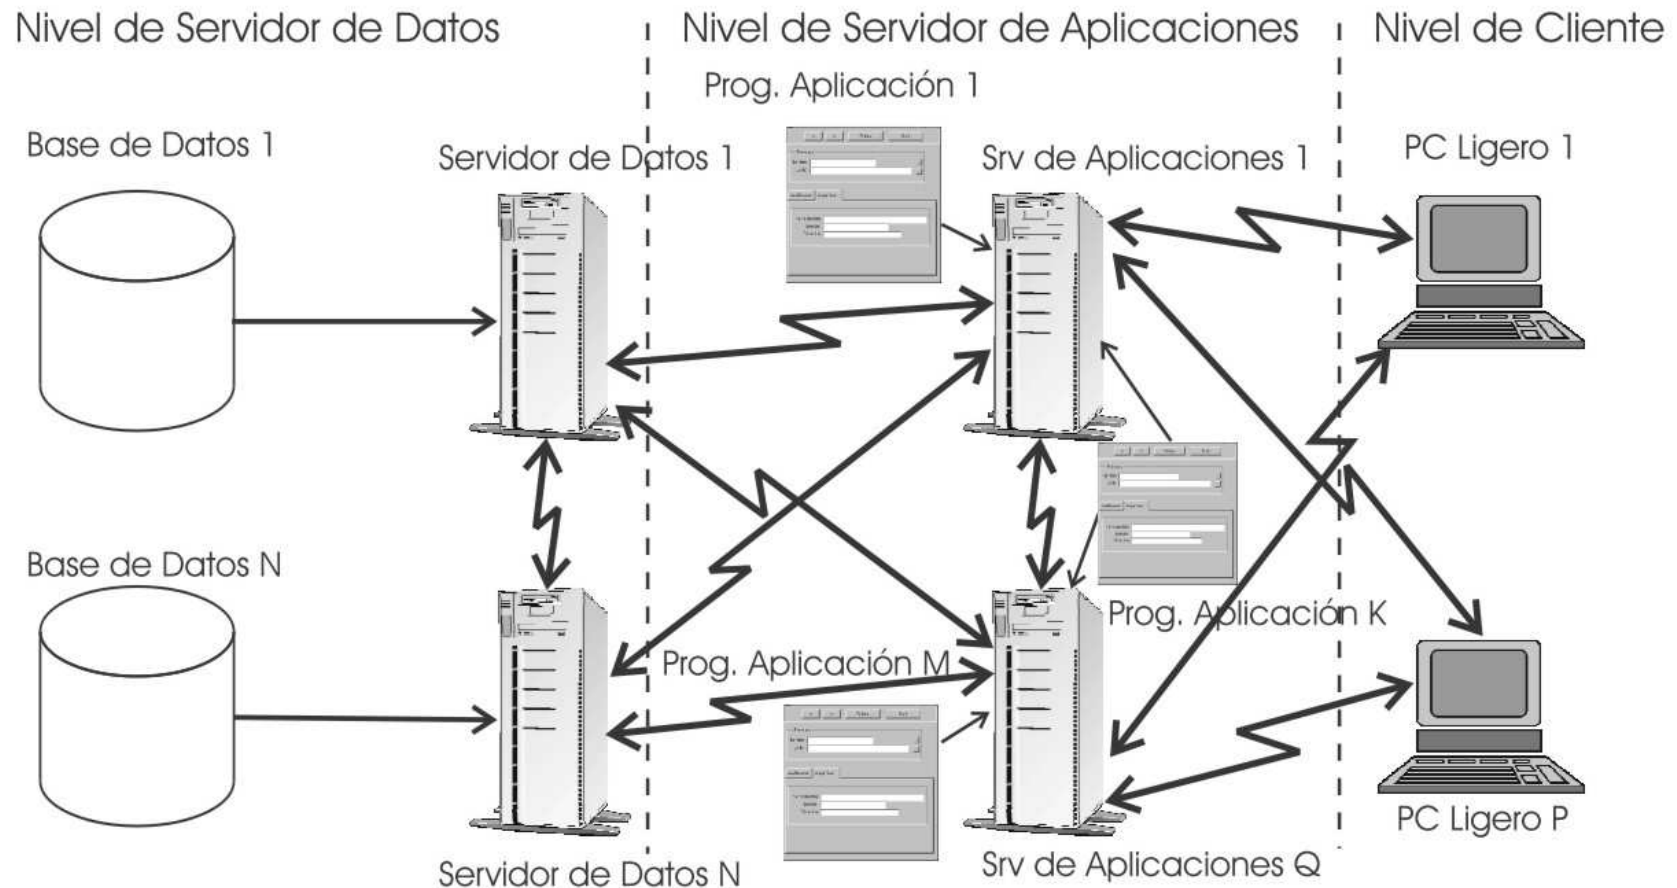 Nivel de Servidor de Datos
Nivel de Servidor de Aplicaciones
Nivel de Cliente
Prog. Aplicación 1
Base de Datos 1
Servidor de Datos 1
Srv de Aplicaciones 1
PC Ligero 1
Base de Datos N
Prog. Aplicación K
Prog. Aplicación M
PC Ligero P
Servidor de Datos N
Srv de Aplicaciones Q